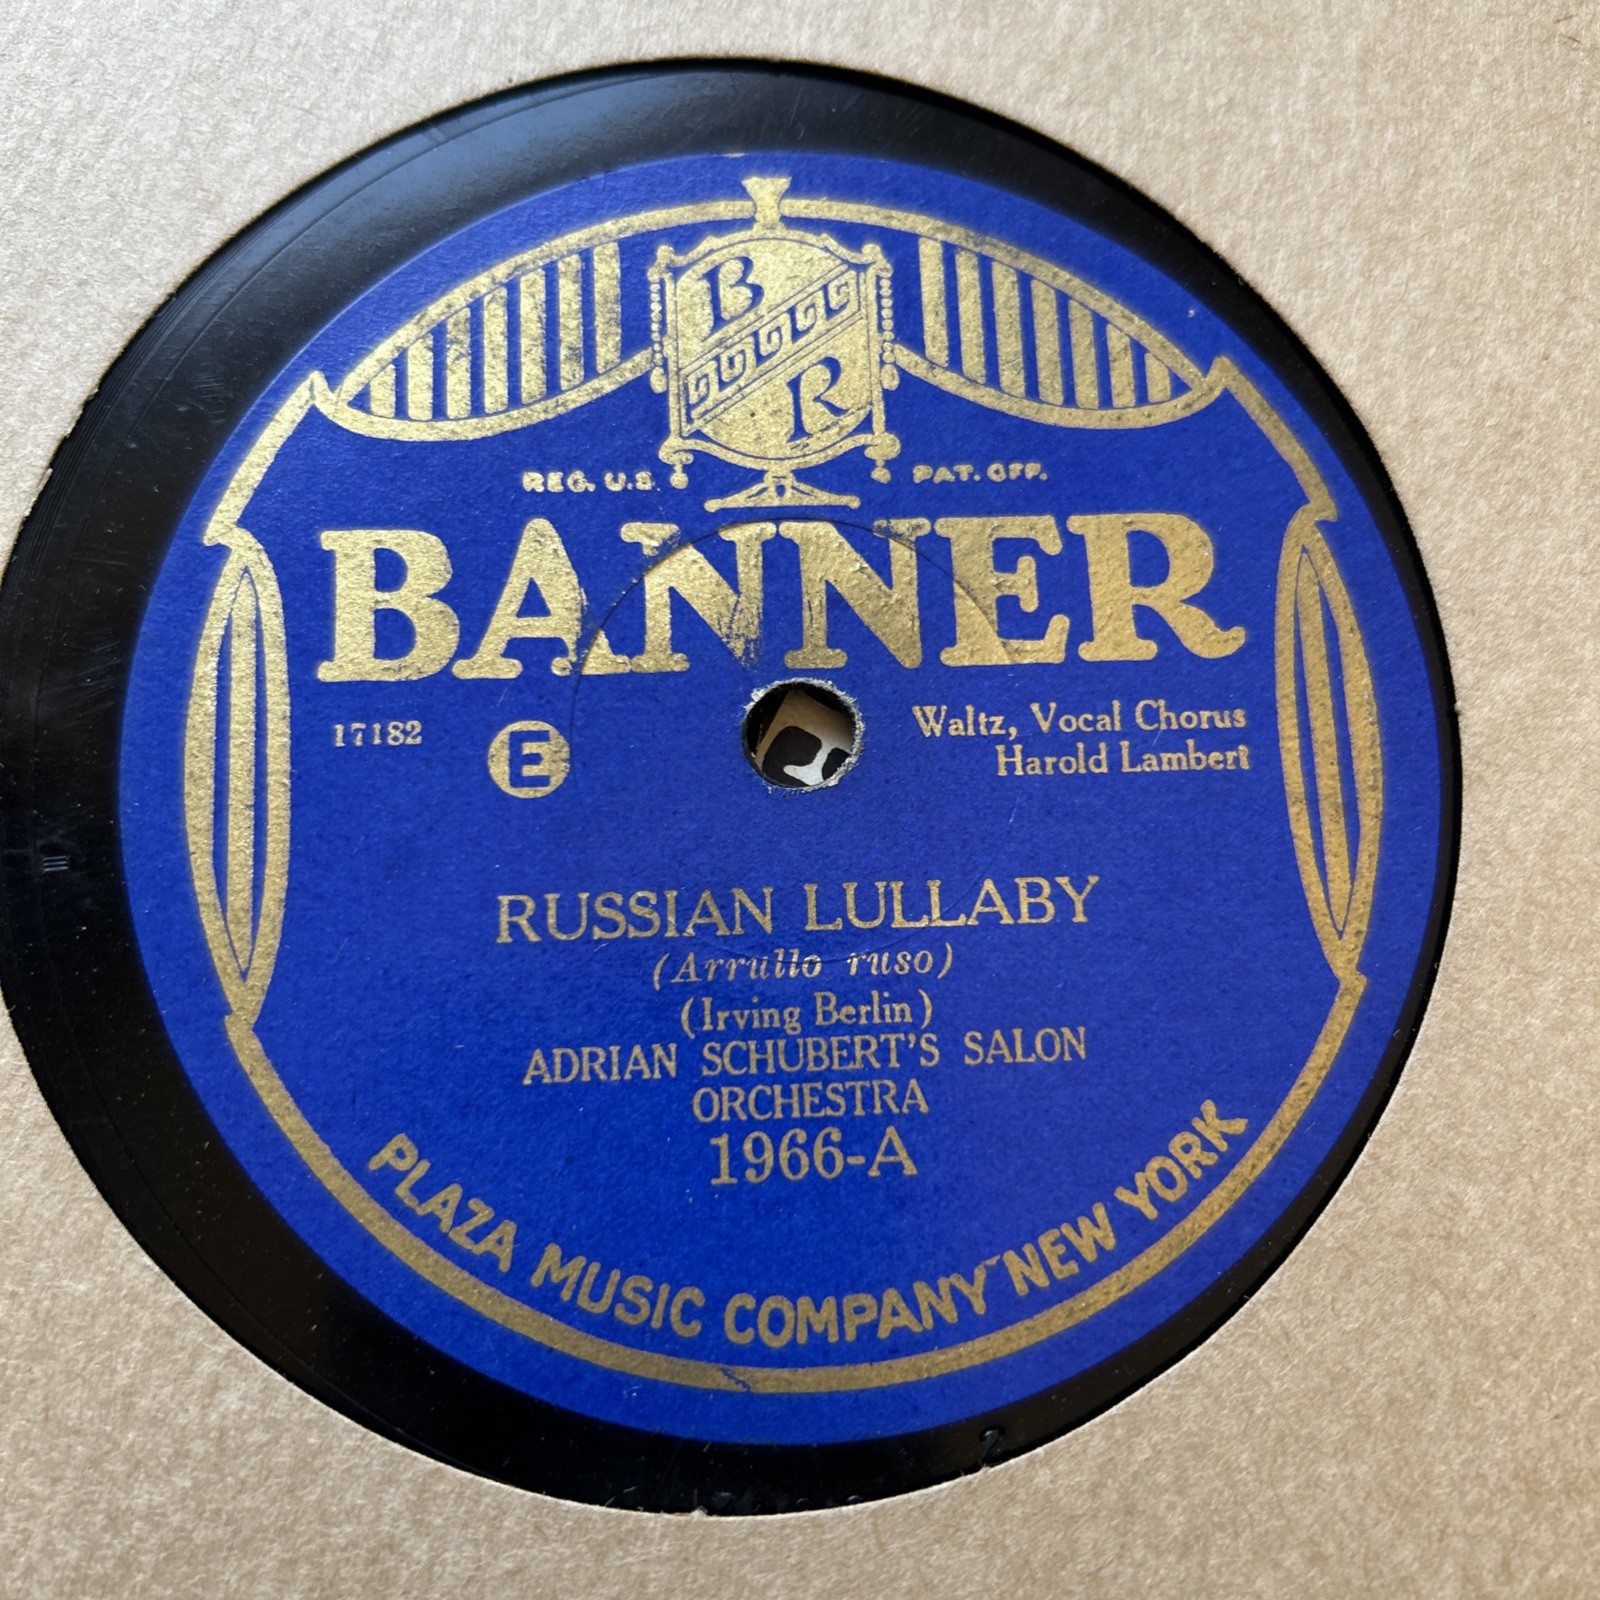 B
R
REG. U.S. PAT. OFF.
BANNER
17182
E
Waltz, Vocal Chorus
Harold Lambert
RUSSIAN LULLABY
(Arrullo ruso)
(Irving Berlin)
ADRIAN SCHUBERT'S SALON
ORCHESTRA
1966-A
PLAZA MUSIC COMPANY NEW YORK